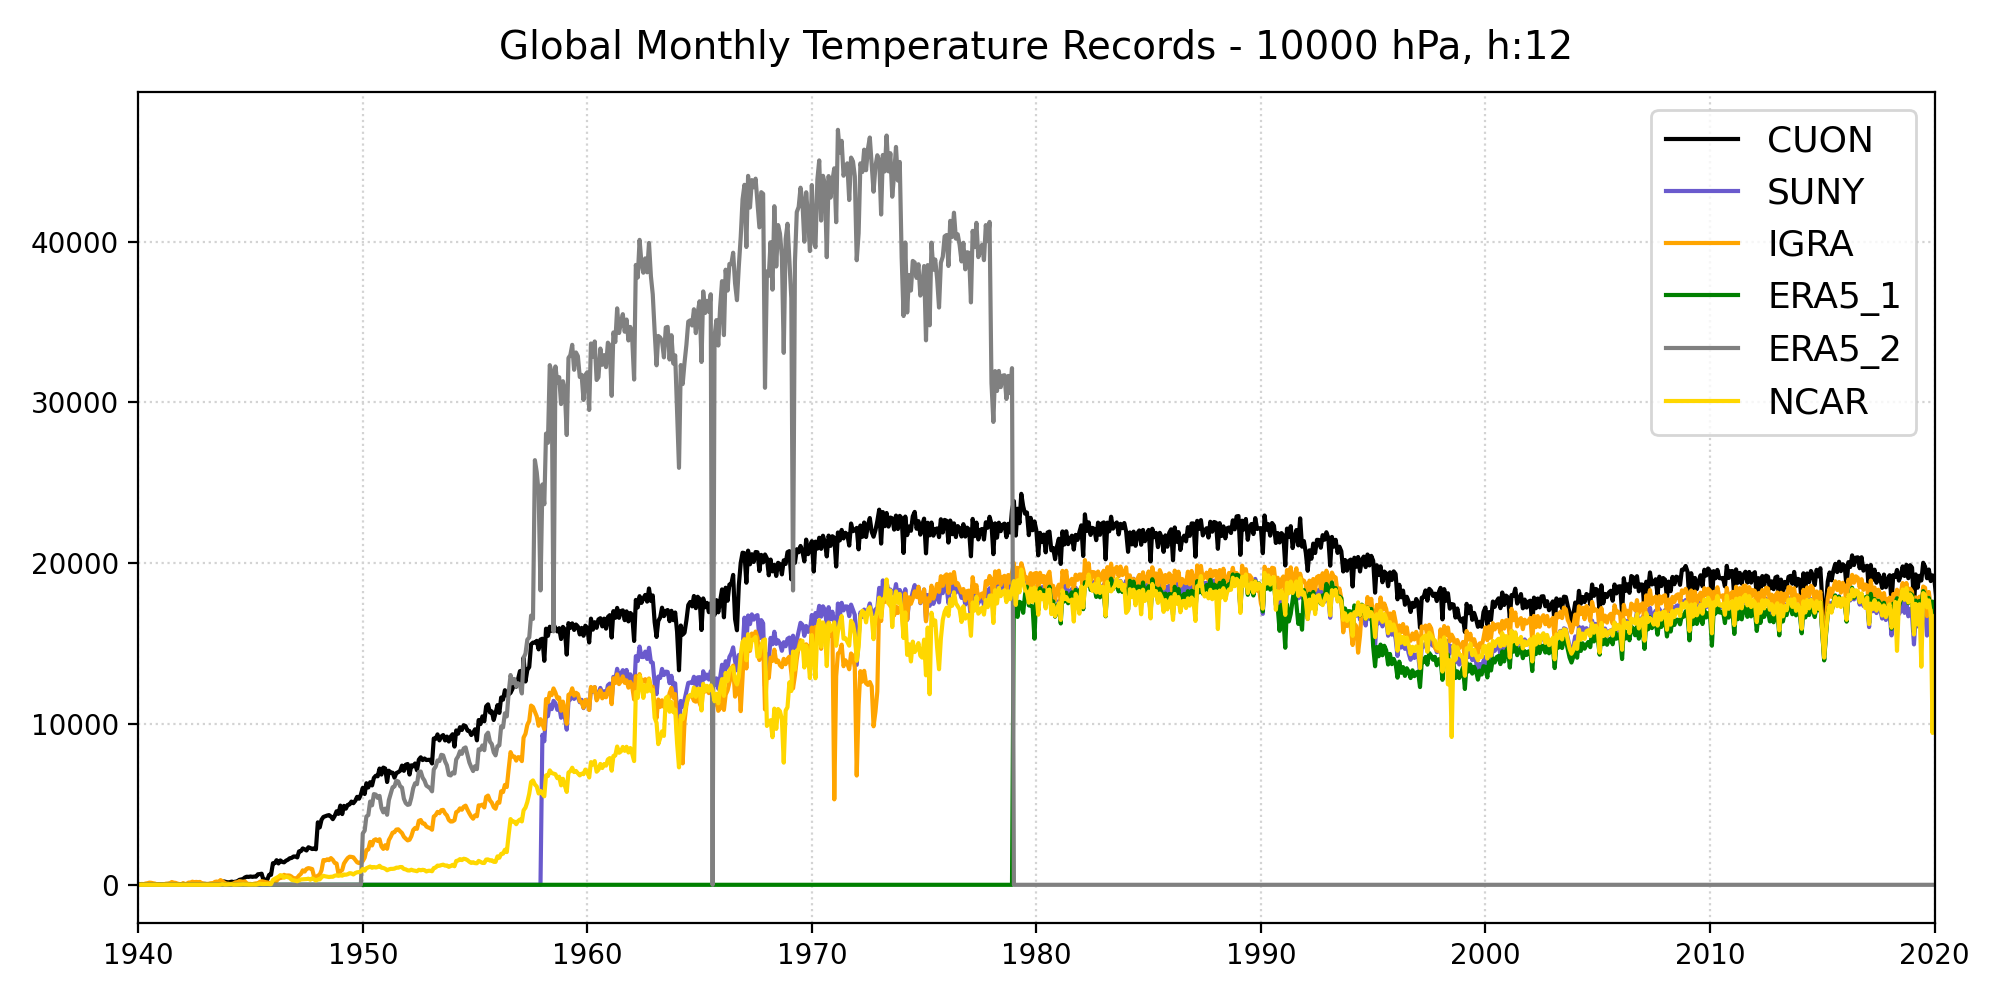 Global Monthly Temperature Records - 10000 hPa, h:12
CUON
SUNY
IGRA
ERA5_1
ERA5_2
NCAR
40000
30000
20000
10000
0
1940 1950 1960 1970 1980 1990 2000 2010 2020